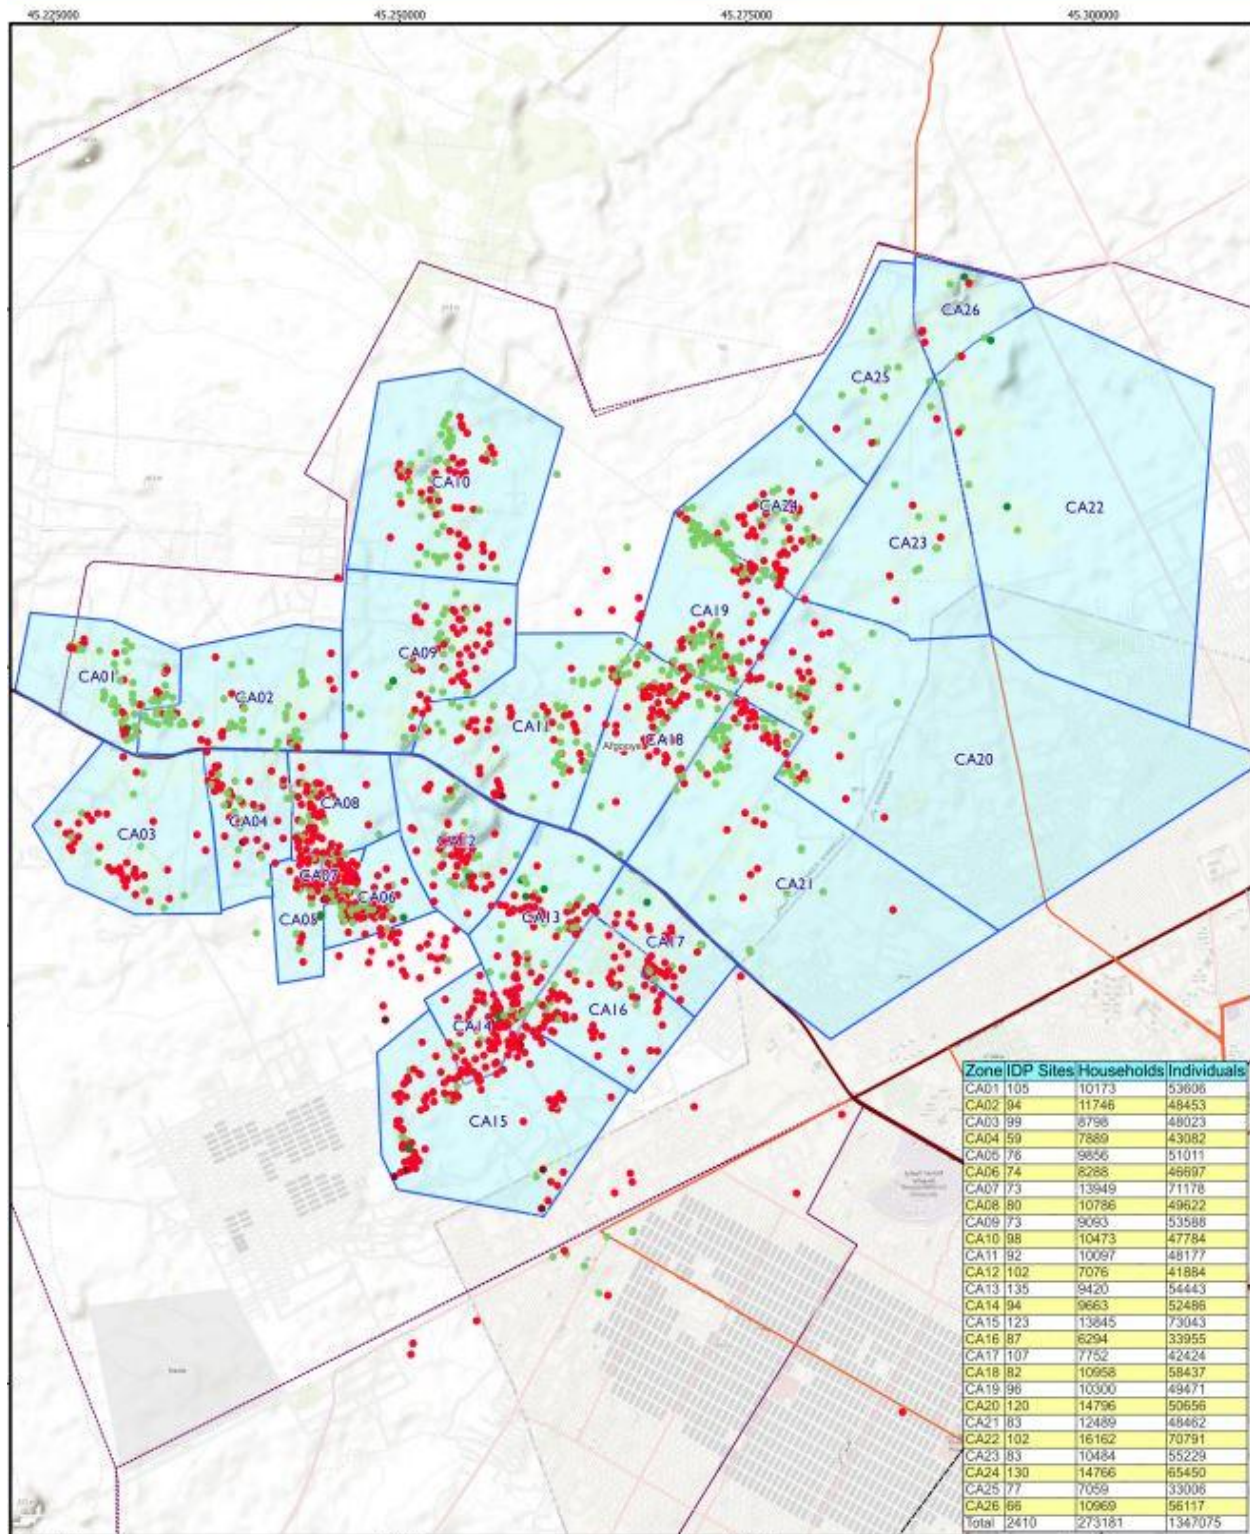 45.225000 45.250000 45.275000 45.300000
CA26
CA25
CA10
CA24
CA22
CA23
CA19
CA09
CA01
CA02
CA11
CA18
CA20
CA08
CA04
CA03
CA12
CA07
CA06
CA21
CA05
CA13
CA17
CA16
CA14
CA15
Zone IDP Sites Households Individuals
CA01 105 10173 53606
CA02 94 11746 48453
CA03 99 8798 48023
CA04 59 7889 43082
CA05 76 9856 51011
CA06 74 8288 46697
CA07 73 13949 71178
CA08 80 10786 49622
CA09 73 9093 53588
CA10 98 10473 47784
CA11 92 10097 48177
CA12 102 7076 41884
CA13 135 9420 54443
CA14 94 9663 52486
CA15 123 13845 73043
CA16 87 6294 33955
CA17 107 7752 42424
CA18 82 10958 58437
CA19 96 10300 49471
CA20 120 14796 50656
CA21 83 12489 48462
CA22 102 16162 70791
CA23 83 10484 55229
CA24 130 14766 65450
CA25 77 7059 33006
CA26 66 10969 56117
Total 2410 273181 1347075